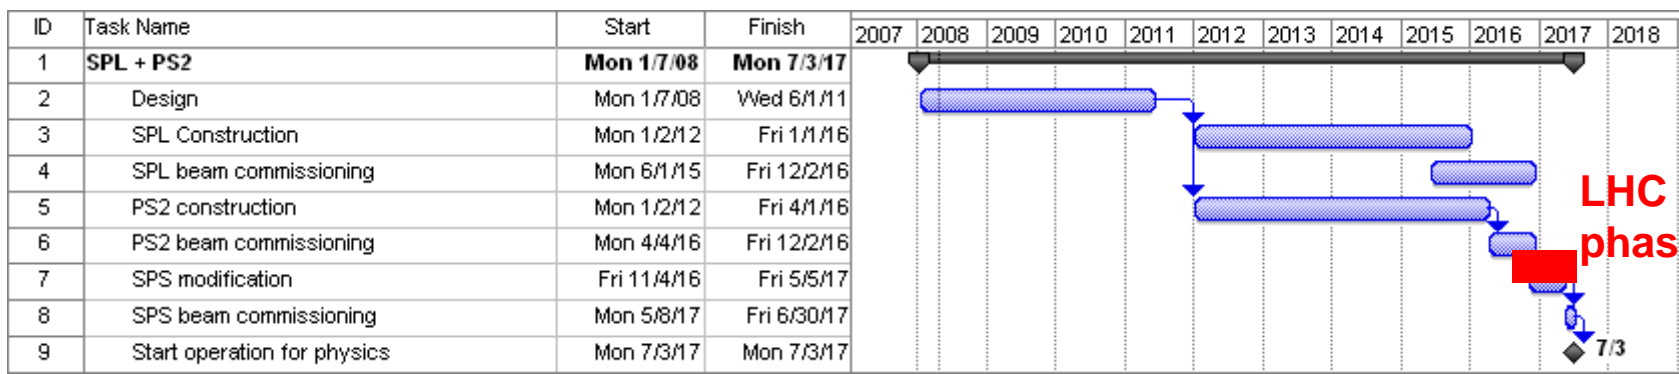 ID Task Name Start Finish 2007 2008 2009 2010 2011 2012 2013 2014 2015 2016 2017 2018
1 SPL + PS2 Mon 1/7/08 Mon 7/3/17
2 Design Mon 1/7/08 Wed 6/1/11
3 SPL Construction Mon 1/2/12 Fri 1/1/16
4 SPL beam commissioning Mon 6/1/15 Fri 12/2/16
LHC
5 PS2 construction Mon 1/2/12 Fri 4/1/16
6 PS2 beam commissioning Mon 4/4/16 Fri 12/2/16
phas
7 SPS modification Fri 11/4/16 Fri 5/5/17
8 SPS beam commissioning Mon 5/8/17 Fri 6/30/17
9 Start operation for physics Mon 7/3/17 Mon 7/3/17 7/3